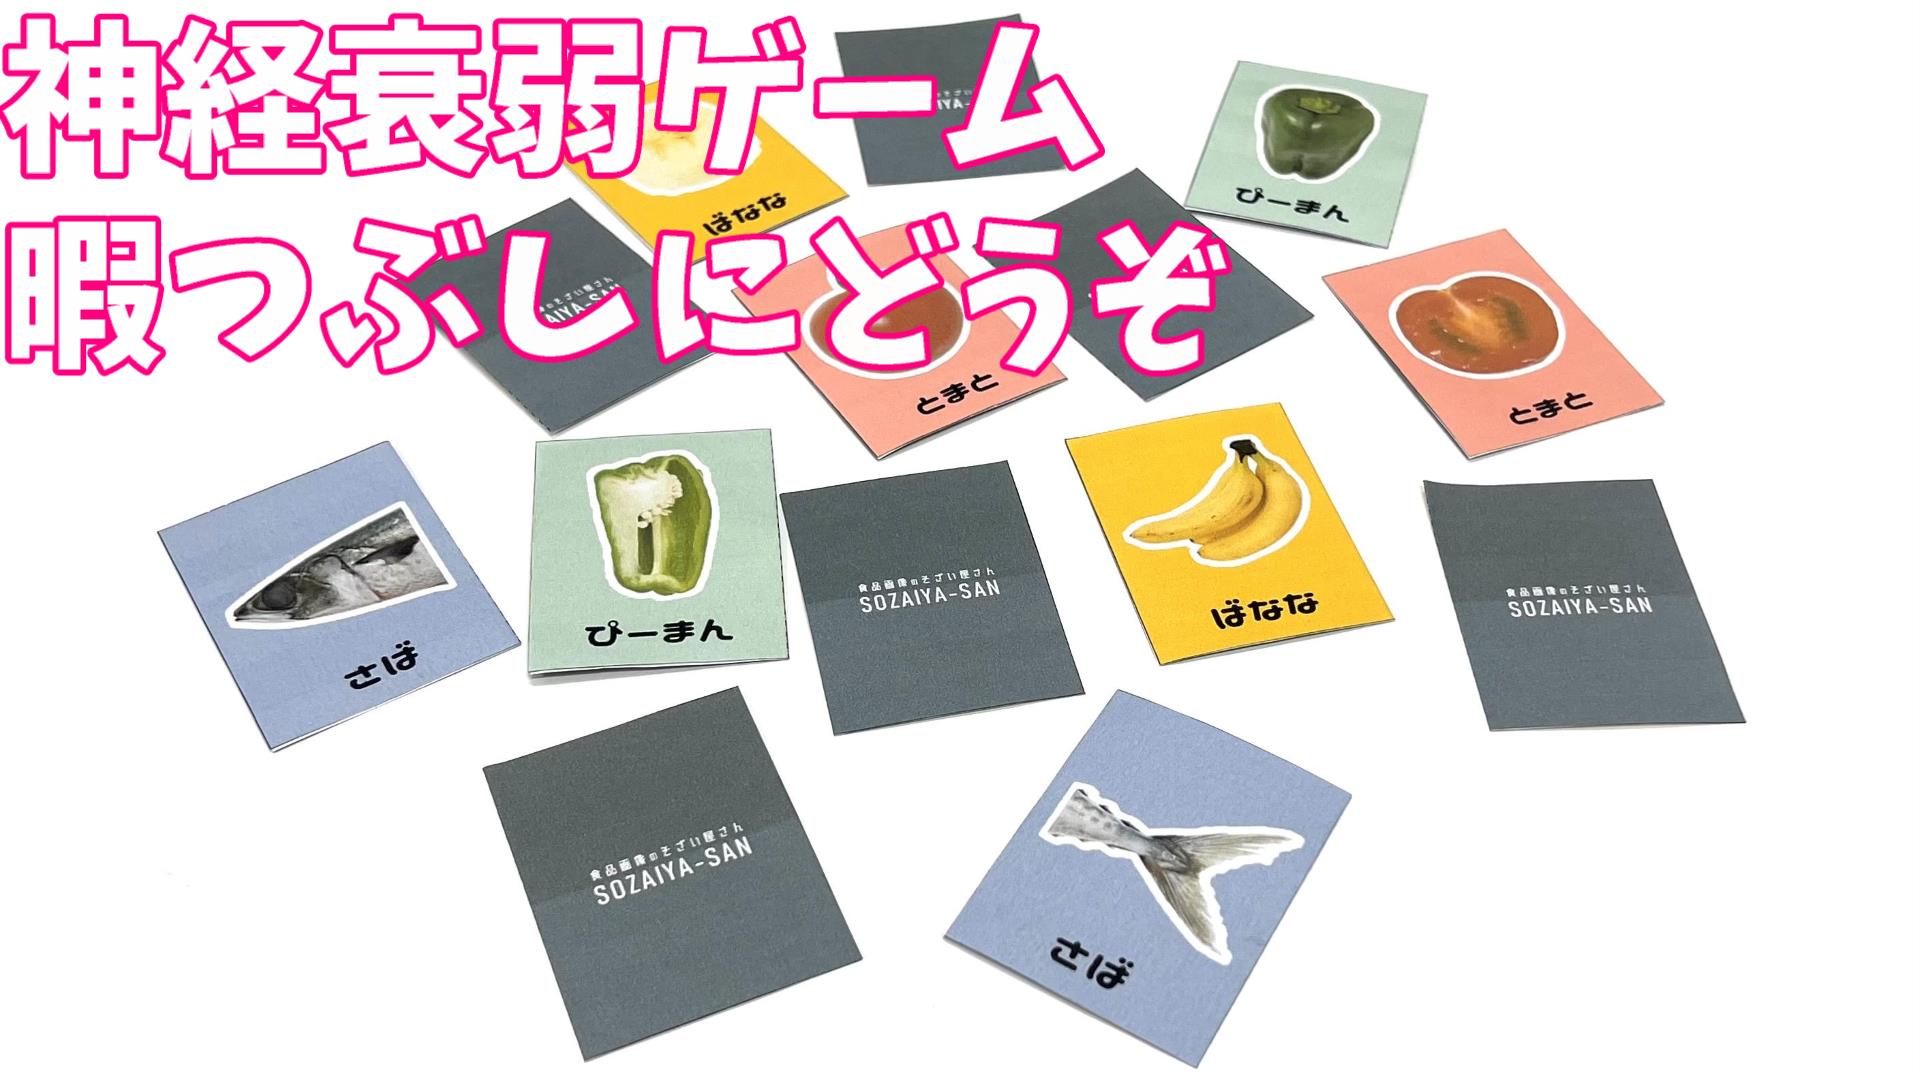 神経衰弱ゲーム
暇つぶしにどうぞ
ばなな
ぴーまん
とまと
とまと
さば
ぴーまん
食品画像のそざい屋さん
SOZAIYA-SAN
ばなな
食品画像のそざい屋さん
SOZAIYA-SAN
食品画像のそざい屋さん
SOZAIYA-SAN
さば